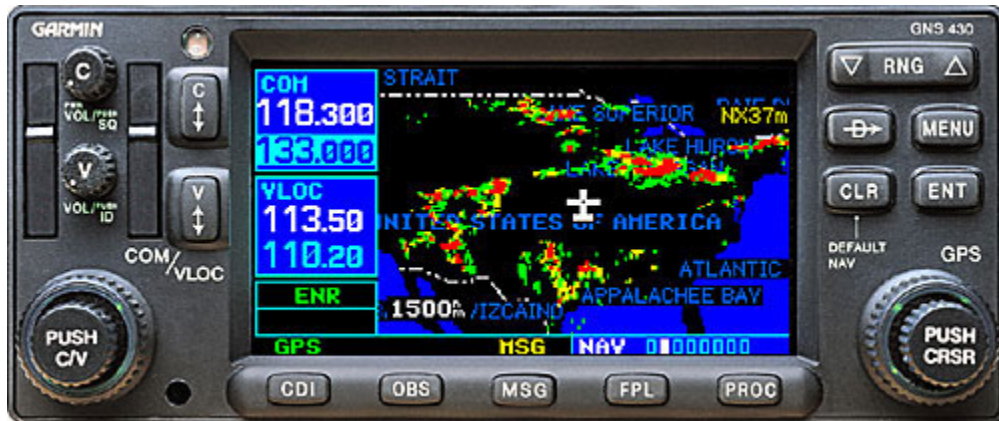 GARMIN
GNS 430
C
PWR
VOL/PUSH
SQ
V
VOL/PUSH
ID
C
V
COM/VLOC
PUSH
C/V
COM
118.300
133.000
VLOC
113.50
110.20
ENR
GPS
MSG
NAV
STRAIT
SUPERIOR
NX37m
LAKE HURON
UNITED STATES OF AMERICA
ATLANTIC
APPALACHEE BAY
1500
/IZCAINO
RNG
D
MENU
CLR
ENT
DEFAULT
NAV
GPS
PUSH
CRSR
CDI
OBS
MSG
FPL
PROC